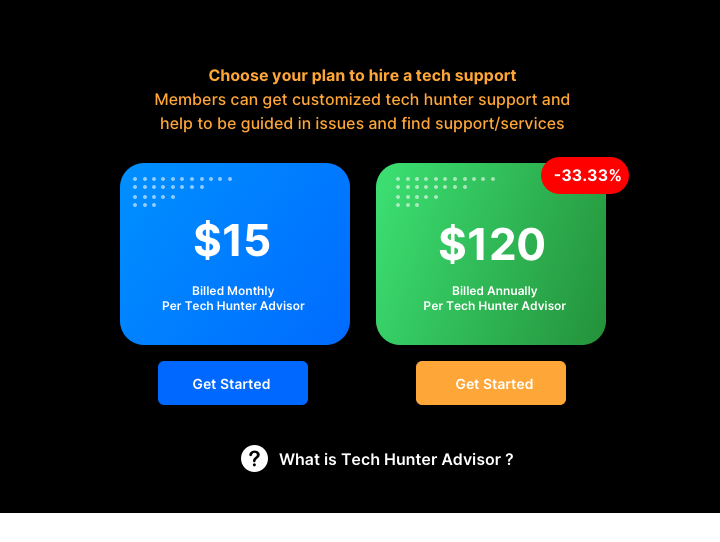 Choose your plan to hire a tech support
Members can get customized tech hunter support and
help to be guided in issues and find support/services
$15
Billed Monthly
Per Tech Hunter Advisor
Get Started
-33.33%
$120
Billed Annually
Per Tech Hunter Advisor
Get Started
? What is Tech Hunter Advisor ?